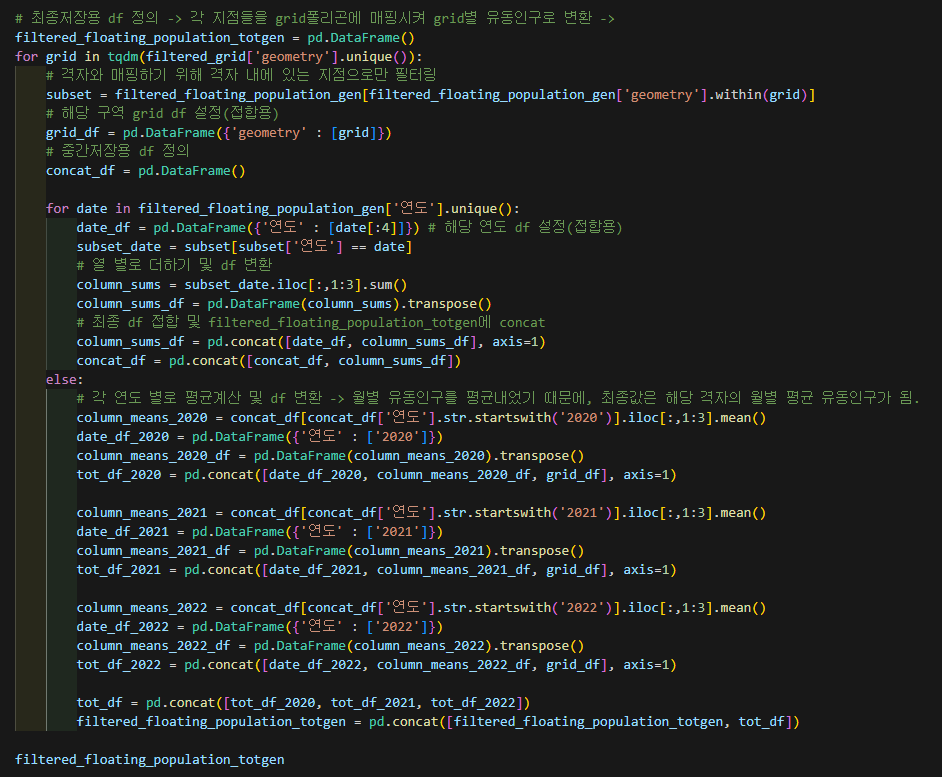 # 최종저장용 df 정의 -> 각 지점들을 grid폴리곤에 매핑시켜 grid별 유동인구로 변환 ->
filtered_floating_population_totgen = pd.DataFrame()
for grid in tqdm(filtered_grid['geometry'].unique()):
    # 격자와 매핑하기 위해 격자 내에 있는 지점으로만 필터링
    subset = filtered_floating_population_gen[filtered_floating_population_gen['geometry'].within(grid)]
    # 해당 구역 grid df 설정(접합용)
    grid_df = pd.DataFrame({'geometry' : [grid]})
    # 중간저장용 df 정의
    concat_df = pd.DataFrame()

    for date in filtered_floating_population_gen['연도'].unique():
        date_df = pd.DataFrame({'연도' : [date[:4]]}) # 해당 연도 df 설정(접합용)
        subset_date = subset[subset['연도'] == date]
        # 열 별로 더하기 및 df 변환
        column_sums = subset_date.iloc[:,1:3].sum()
        column_sums_df = pd.DataFrame(column_sums).transpose()
        # 최종 df 접합 및 filtered_floating_population_totgen에 concat
        column_sums_df = pd.concat([date_df, column_sums_df], axis=1)
        concat_df = pd.concat([concat_df, column_sums_df])
    else:
        # 각 연도 별로 평균계산 및 df 변환 -> 월별 유동인구를 평균내었기 때문에, 최종값은 해당 격자의 월별 평균 유동인구가 됨.
        column_means_2020 = concat_df[concat_df['연도'].str.startswith('2020')].iloc[:,1:3].mean()
        date_df_2020 = pd.DataFrame({'연도' : ['2020']})
        column_means_2020_df = pd.DataFrame(column_means_2020).transpose()
        tot_df_2020 = pd.concat([date_df_2020, column_means_2020_df, grid_df], axis=1)

        column_means_2021 = concat_df[concat_df['연도'].str.startswith('2021')].iloc[:,1:3].mean()
        date_df_2021 = pd.DataFrame({'연도' : ['2021']})
        column_means_2021_df = pd.DataFrame(column_means_2021).transpose()
        tot_df_2021 = pd.concat([date_df_2021, column_means_2021_df, grid_df], axis=1)

        column_means_2022 = concat_df[concat_df['연도'].str.startswith('2022')].iloc[:,1:3].mean()
        date_df_2022 = pd.DataFrame({'연도' : ['2022']})
        column_means_2022_df = pd.DataFrame(column_means_2022).transpose()
        tot_df_2022 = pd.concat([date_df_2022, column_means_2022_df, grid_df], axis=1)

        tot_df = pd.concat([tot_df_2020, tot_df_2021, tot_df_2022])
        filtered_floating_population_totgen = pd.concat([filtered_floating_population_totgen, tot_df])

filtered_floating_population_totgen